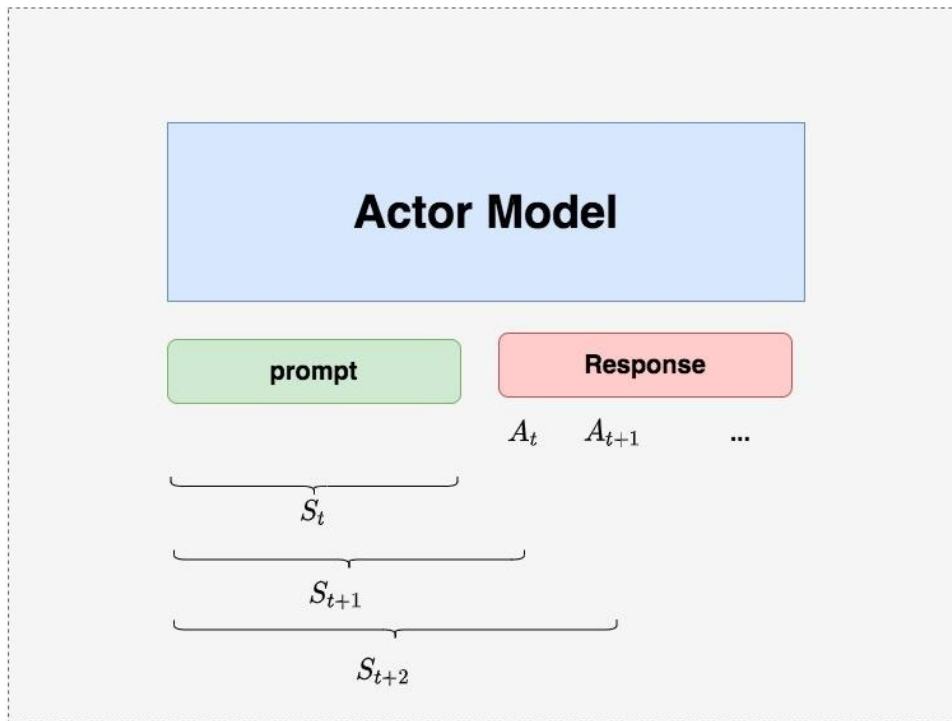 Actor Model
prompt
Response
A_t A_{t+1} ...
S_t
S_{t+1}
S_{t+2}